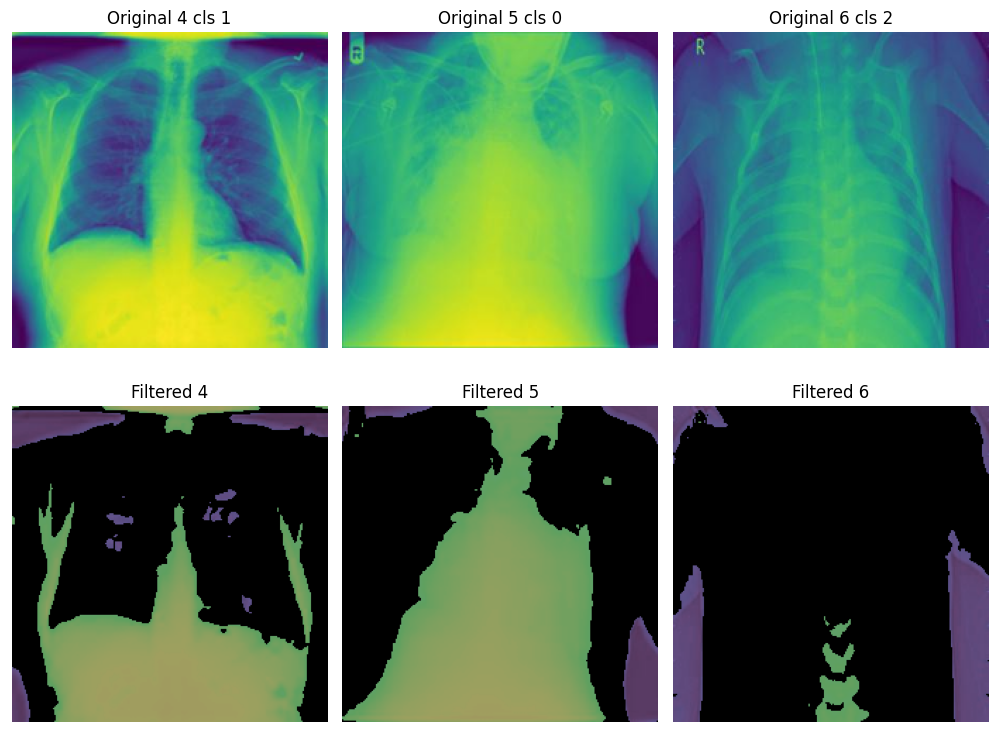 Original 4 cls 1
Original 5 cls 0
Original 6 cls 2
R
Filtered 4
Filtered 5
Filtered 6